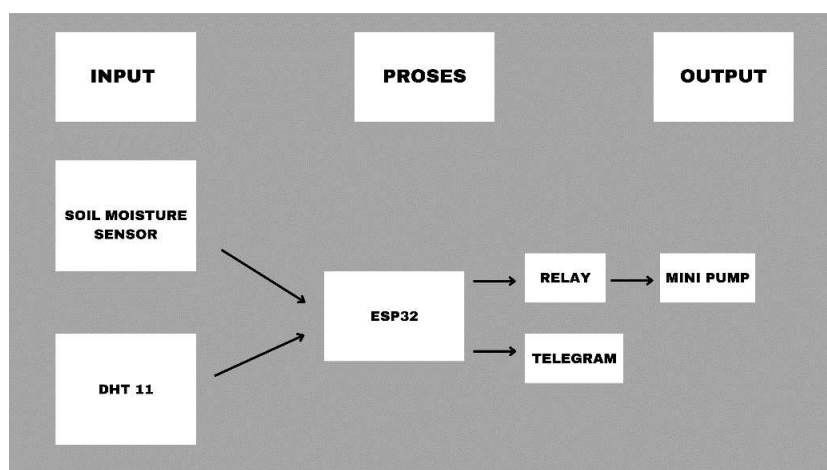 INPUT
PROSES
OUTPUT
SOIL MOISTURE
SENSOR
ESP32
RELAY
MINI PUMP
TELEGRAM
DHT 11